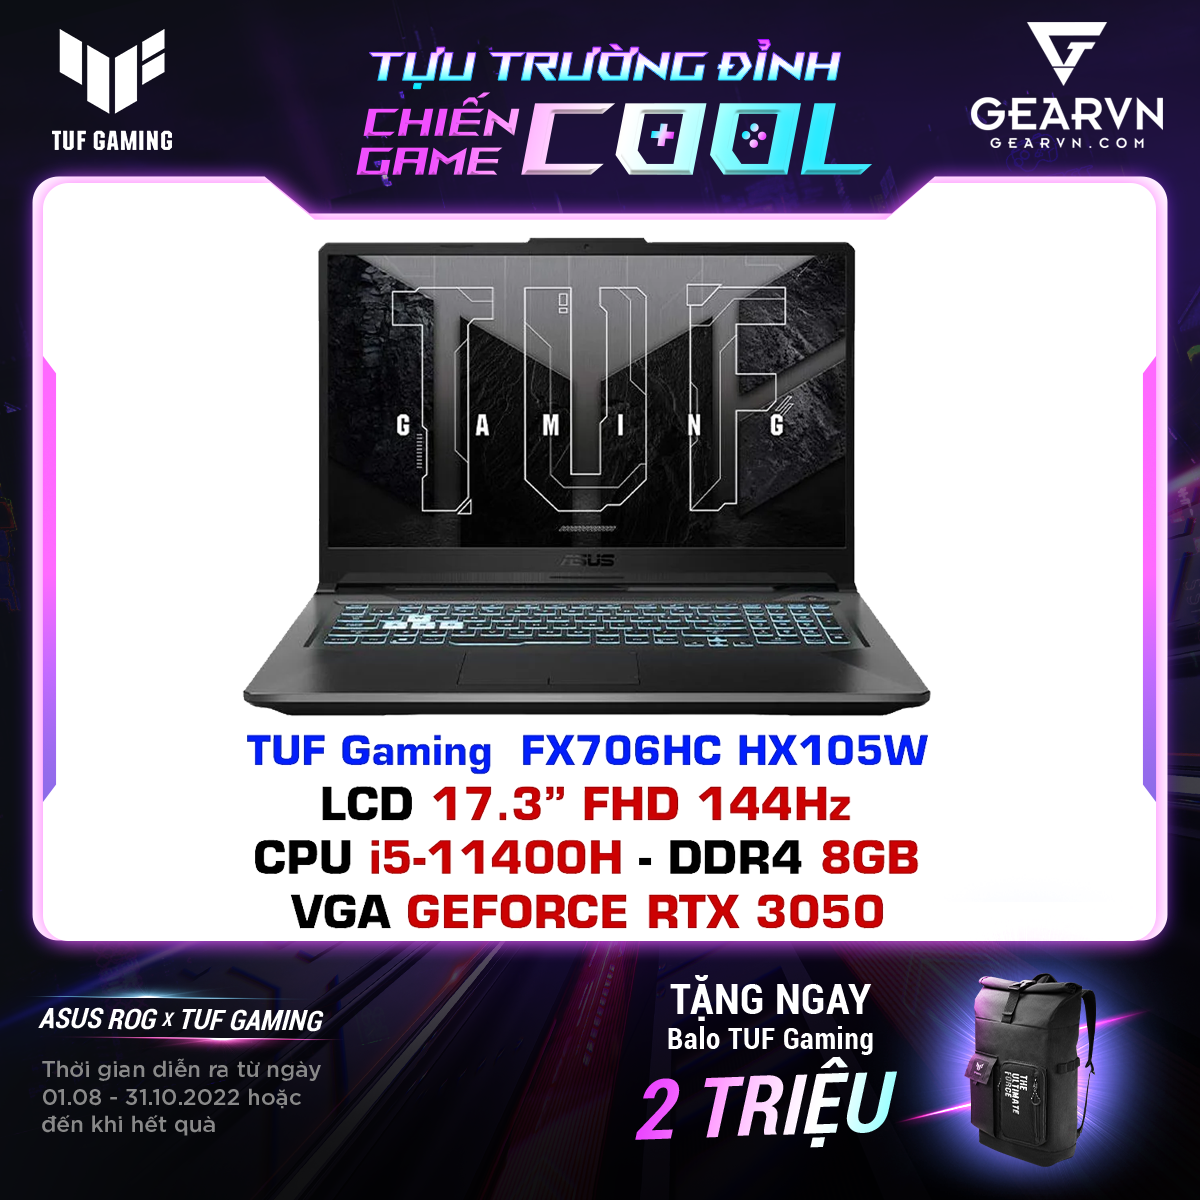 TUF GAMING
TỰU TRƯỜNG ĐỈNH
CHIẾN GAME COOL
GEARVN
GEARVN.COM
TUF
GAMING
ASUS
TUF Gaming FX706HC HX105W
LCD 17.3” FHD 144Hz
CPU i5-11400H - DDR4 8GB
VGA GEFORCE RTX 3050
ASUS ROG x TUF GAMING
Thời gian diễn ra từ ngày
01.08 - 31.10.2022 hoặc
đến khi hết quà
TẶNG NGAY
Balo TUF Gaming
2 TRIỆU
THE
ULTIMATE
FORCE